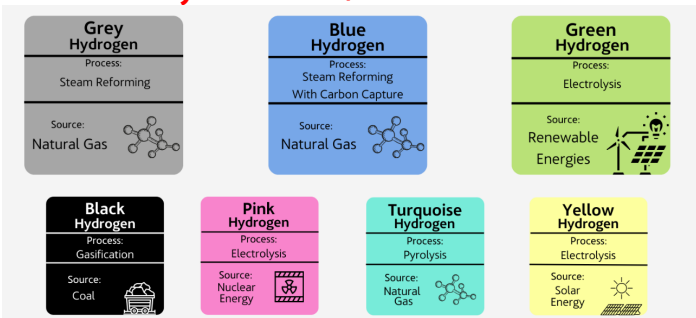 Grey
Hydrogen
Process:
Steam Reforming
Source:
Natural Gas
Blue
Hydrogen
Process:
Steam Reforming
With Carbon Capture
Source:
Natural Gas
Green
Hydrogen
Process:
Electrolysis
Source:
Renewable
Energies
Black
Hydrogen
Process:
Gasification
Source:
Coal
Pink
Hydrogen
Process:
Electrolysis
Source:
Nuclear
Energy
Turquoise
Hydrogen
Process:
Pyrolysis
Source:
Natural
Gas
Yellow
Hydrogen
Process:
Electrolysis
Source:
Solar
Energy